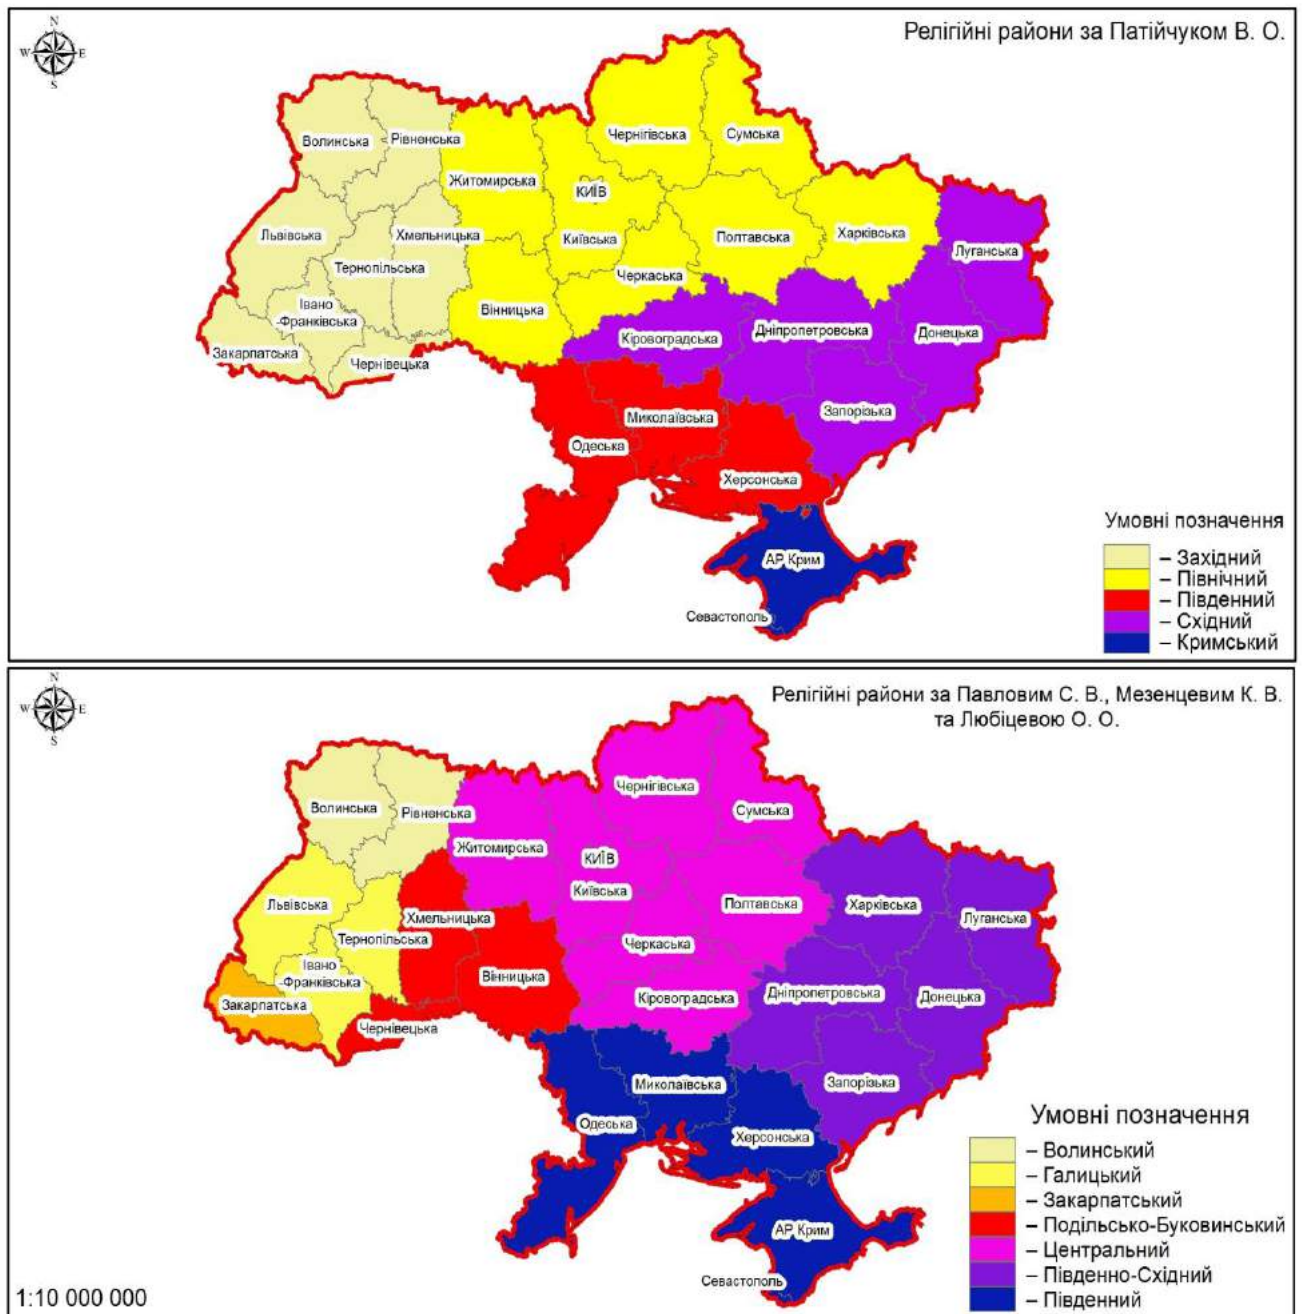 N
W E
S
Релігійні райони за Патійчуком В. О.
Чернігівська
Сумська
Волинська
Рівненська
Житомирська
КИЇВ
Львівська
Хмельницька
Київська
Полтавська
Харківська
Луганська
Тернопільська
Черкаська
Івано
-Франківська
Вінницька
Кіровоградська
Дніпропетровська
Донецька
Закарпатська
Чернівецька
Запорізька
Миколаївська
Одеська
Херсонська
АР Крим
Севастополь
Умовні позначення
– Західний
– Північний
– Південний
– Східний
– Кримський
N
W E
S
Релігійні райони за Павловим С. В., Мезенцевим К. В.
та Любіцевою О. О.
Чернігівська
Сумська
Волинська
Рівненська
Житомирська
КИЇВ
Київська
Львівська
Хмельницька
Полтавська
Харківська
Луганська
Тернопільська
Черкаська
Івано
-Франківська
Вінницька
Кіровоградська
Дніпропетровська
Донецька
Закарпатська
Чернівецька
Запорізька
Миколаївська
Одеська
Херсонська
АР Крим
Севастополь
Умовні позначення
– Волинський
– Галицький
– Закарпатський
– Подільсько-Буковинський
– Центральний
– Південно-Східний
– Південний
1:10 000 000